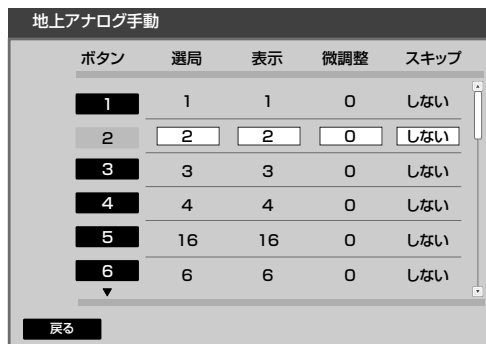 地上アナログ手動
ボタン 選局 表示 微調整 スキップ
1 1 1 0 しない
2 2 2 0 しない
3 3 3 0 しない
4 4 4 0 しない
5 16 16 0 しない
6 6 6 0 しない
戻る